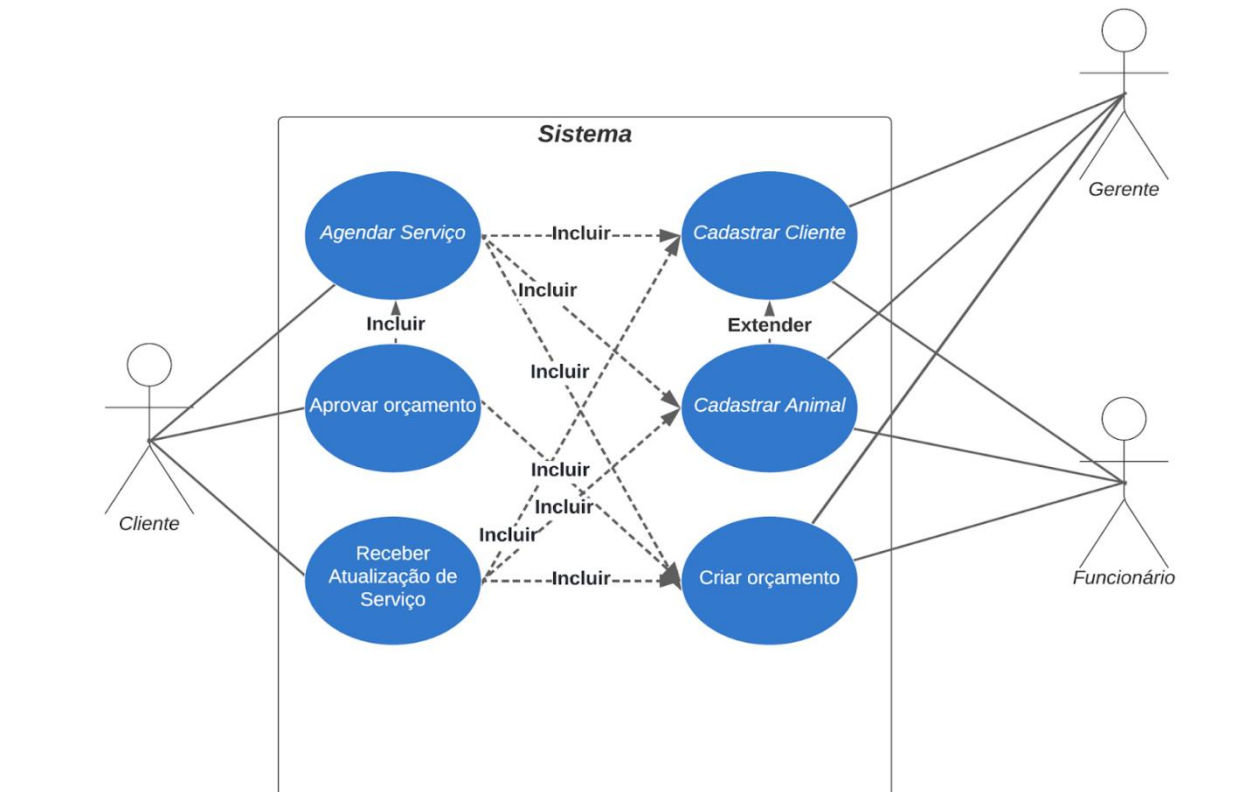 Sistema
Gerente
Agendar Serviço
Incluir
Cadastrar Cliente
Incluir
Incluir
Extender
Incluir
Aprovar orçamento
Cadastrar Animal
Incluir
Incluir
Cliente
Incluir
Receber
Atualização de
Serviço
Incluir
Criar orçamento
Funcionário